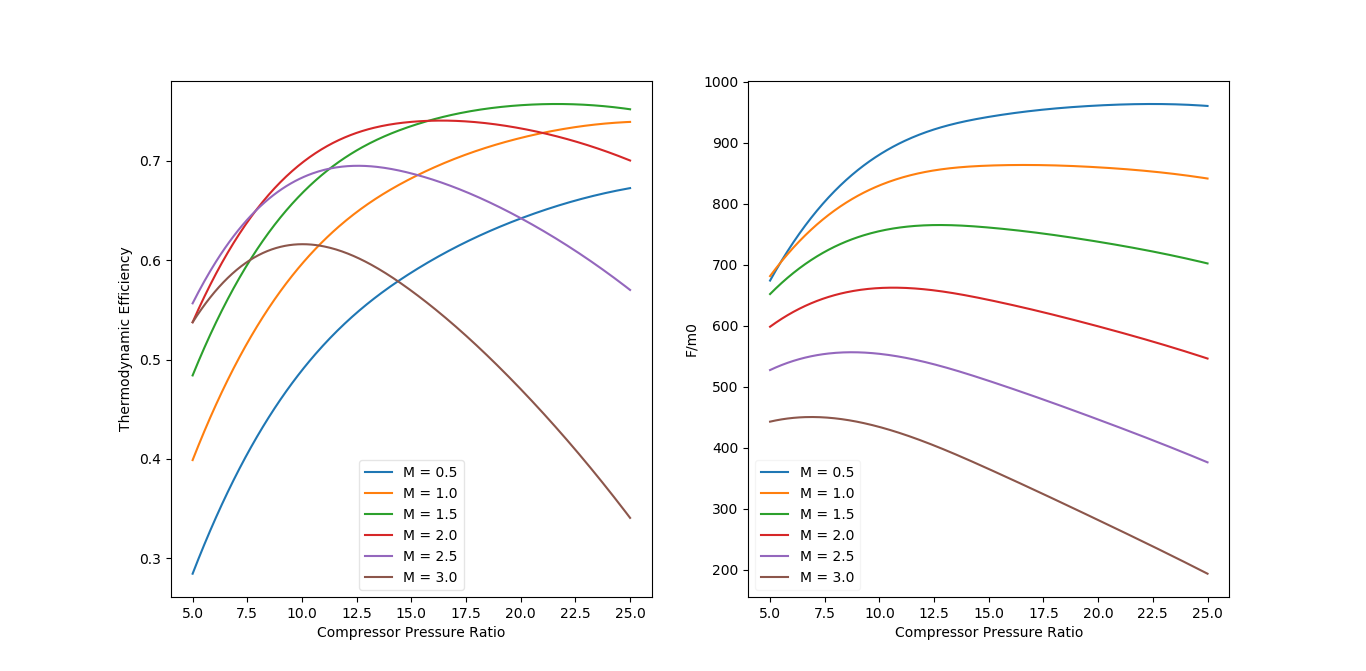 Thermodynamic Efficiency
0.7
0.6
0.5
0.4
0.3
M = 0.5
M = 1.0
M = 1.5
M = 2.0
M = 2.5
M = 3.0
5.0 7.5 10.0 12.5 15.0 17.5 20.0 22.5 25.0
Compressor Pressure Ratio
F/m0
1000
900
800
700
600
500
400
300
200
M = 0.5
M = 1.0
M = 1.5
M = 2.0
M = 2.5
M = 3.0
5.0 7.5 10.0 12.5 15.0 17.5 20.0 22.5 25.0
Compressor Pressure Ratio